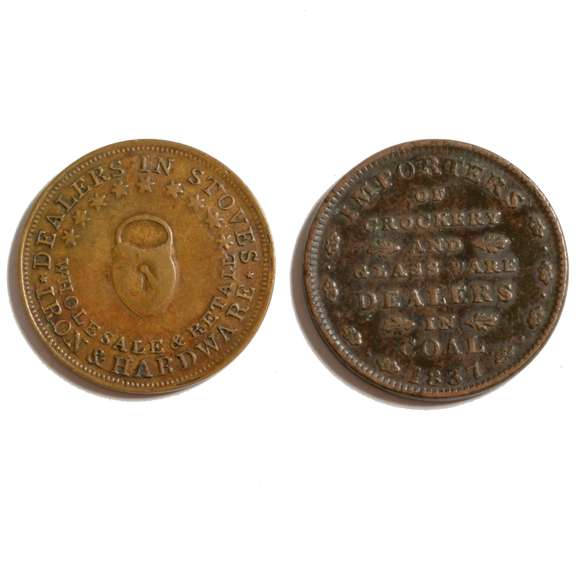 DEALERS IN STOVES
WHOLESALE & RETAIL
IRON & HARDWARE
IMPORTERS
OF
CROCKERY
AND
GLASS WARE
DEALERS
IN
COAL
1837